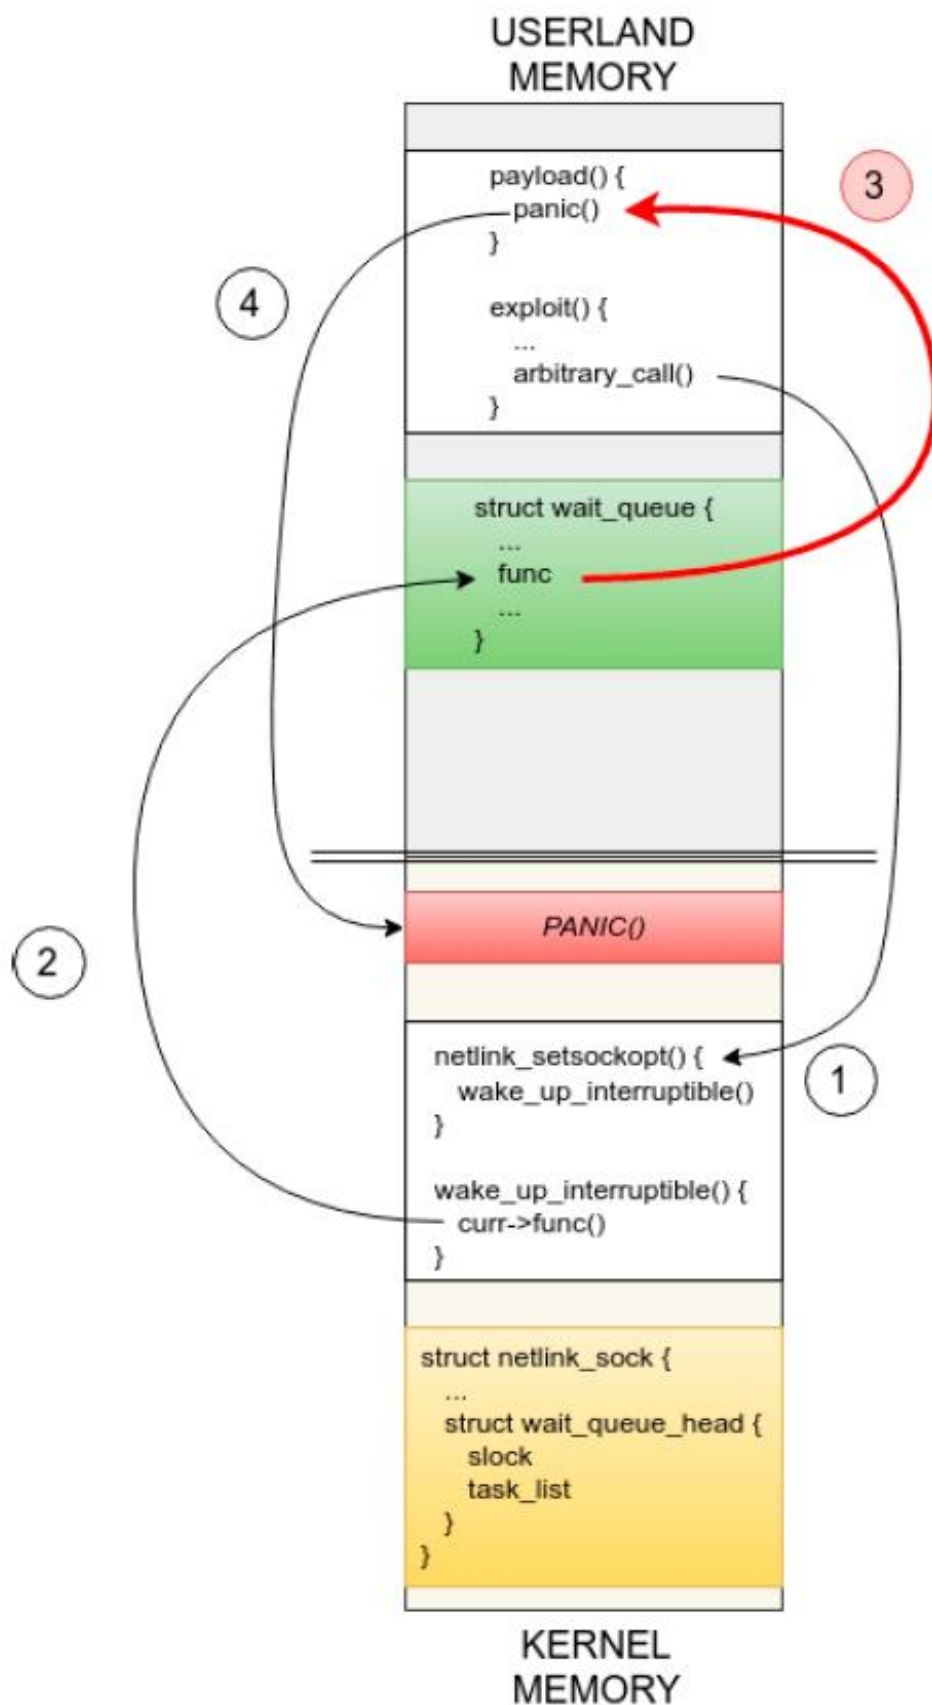 USERLAND
MEMORY
payload() {
panic()
}
3
4
exploit() {
...
arbitrary_call()
}
struct wait_queue {
...
func
...
}
PANIC()
2
netlink_setsockopt() {
wake_up_interruptible()
}
1
wake_up_interruptible() {
curr->func()
}
struct netlink_sock {
...
struct wait_queue_head {
slock
task_list
}
}
KERNEL
MEMORY